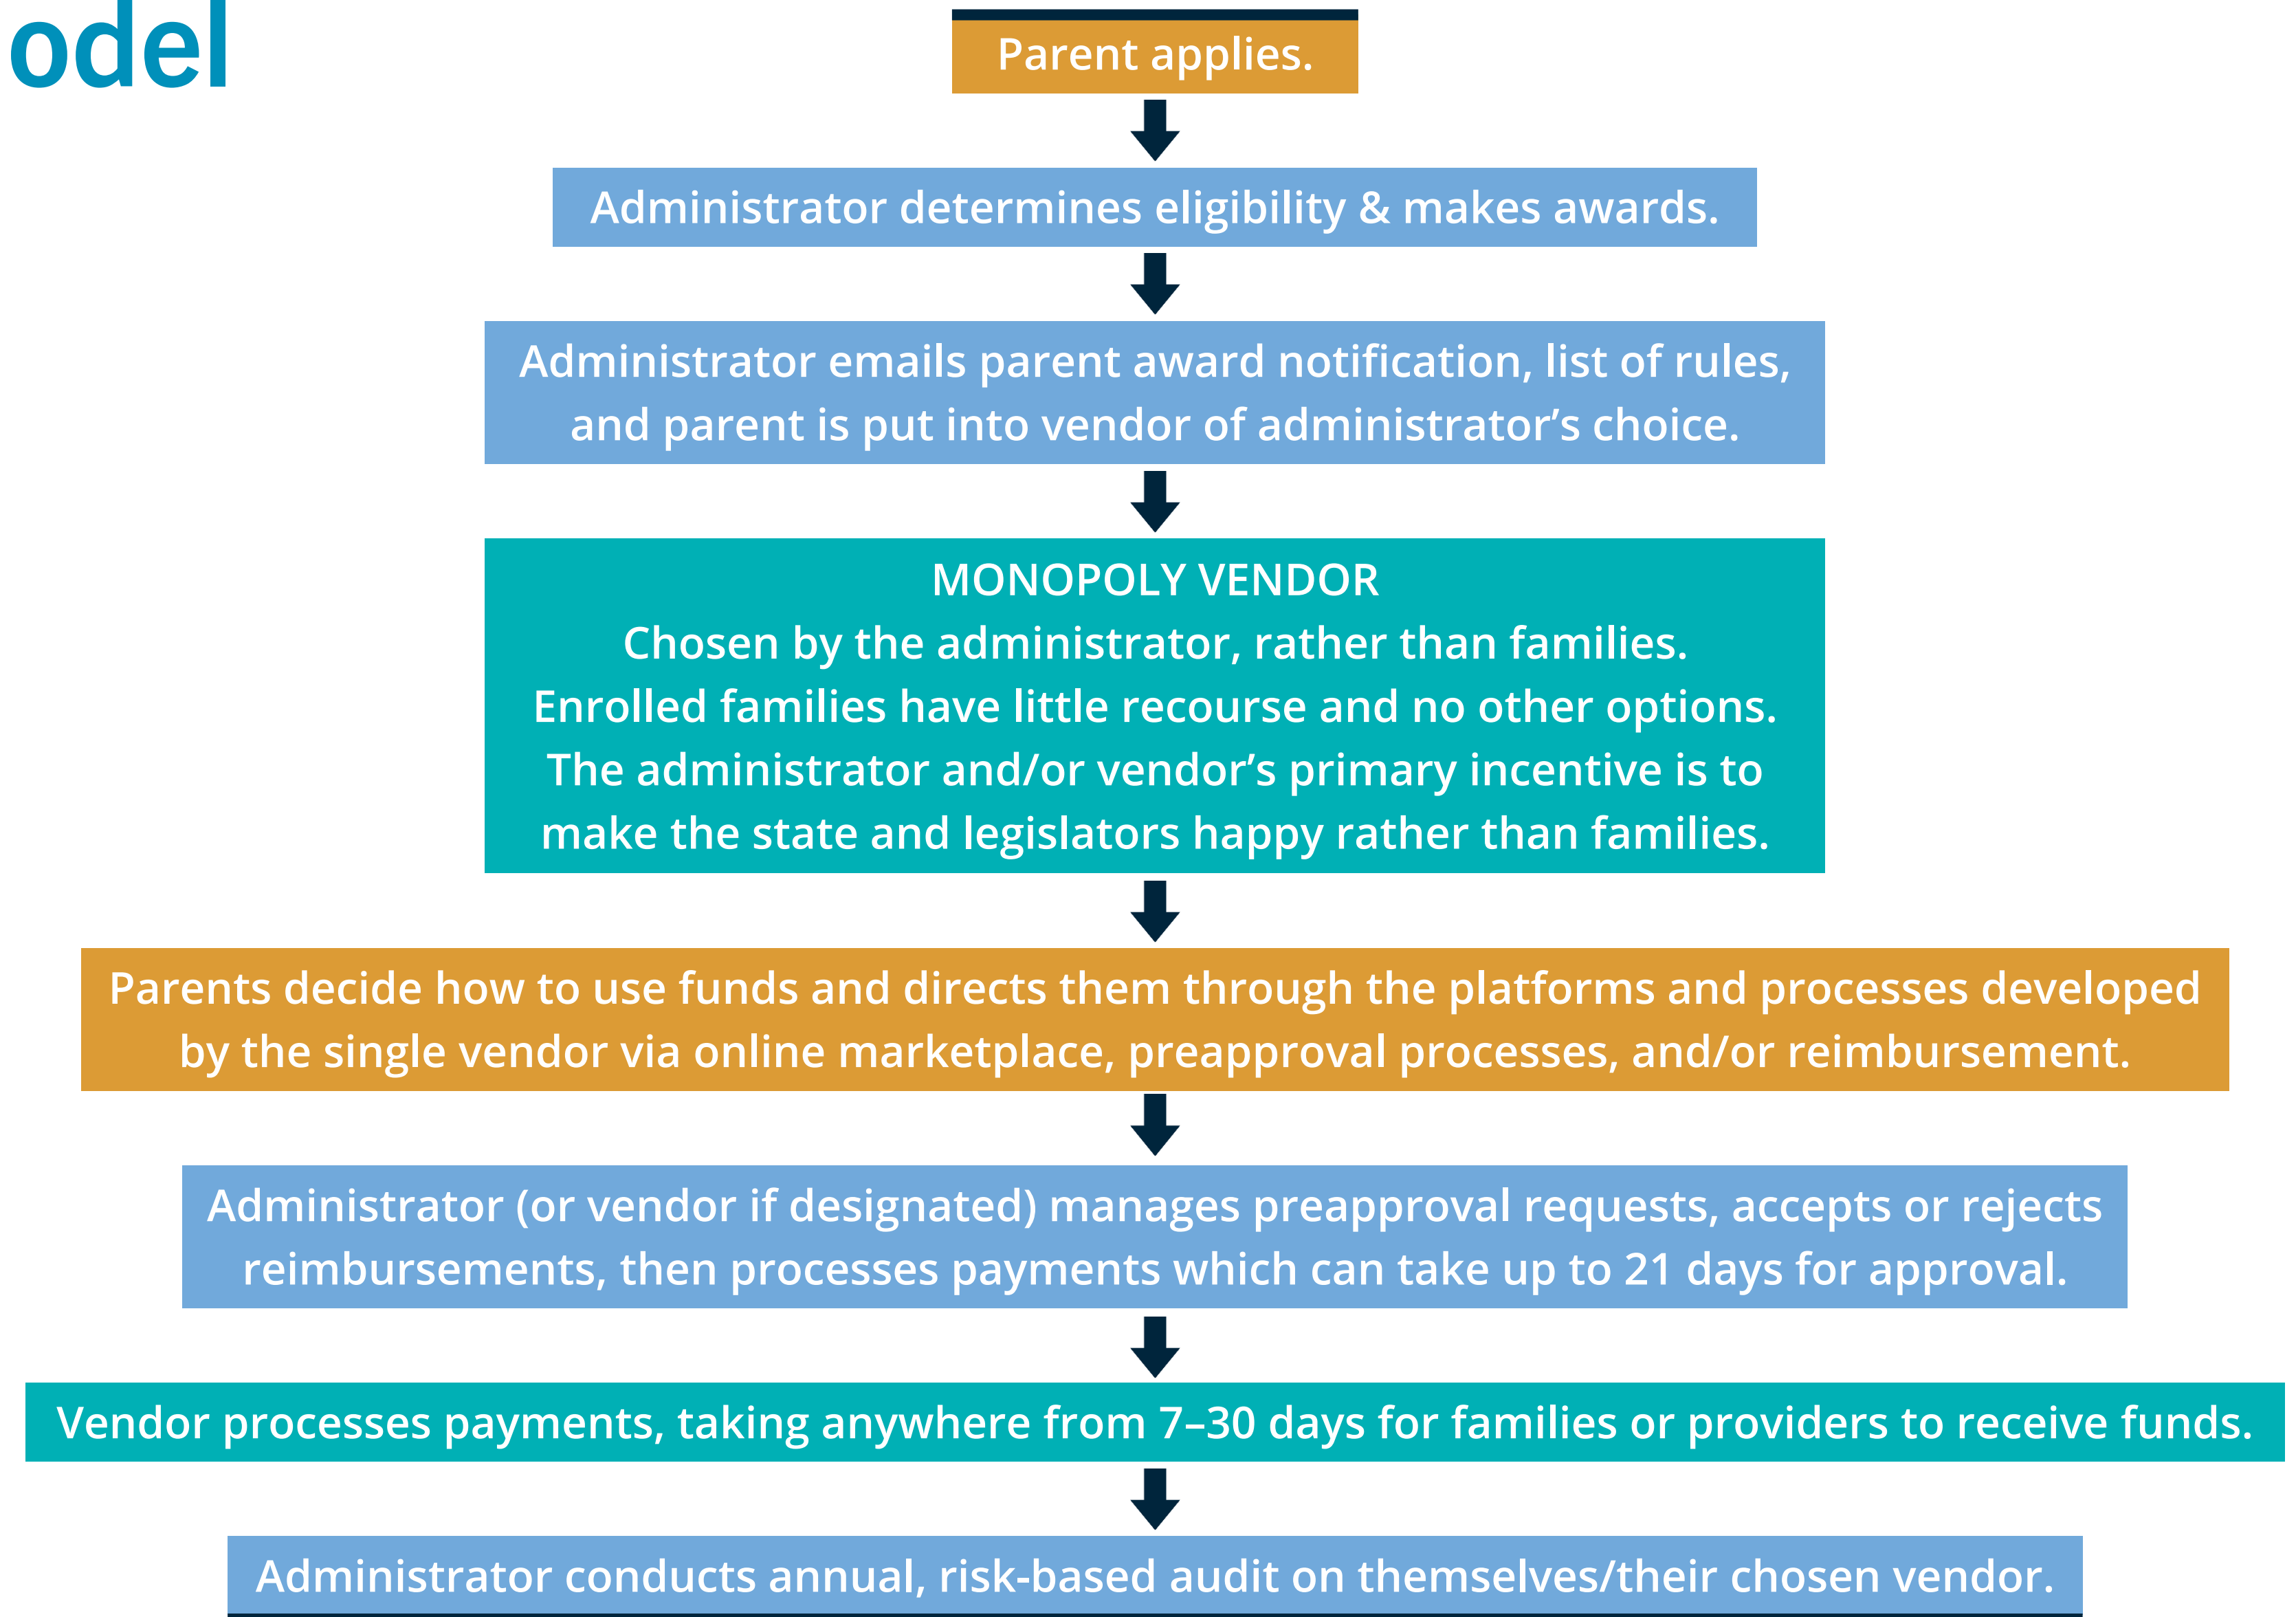 odel
Parent applies.
Administrator determines eligibility & makes awards.
Administrator emails parent award notification, list of rules,
and parent is put into vendor of administrator’s choice.
MONOPOLY VENDOR
Chosen by the administrator, rather than families.
Enrolled families have little recourse and no other options.
The administrator and/or vendor’s primary incentive is to
make the state and legislators happy rather than families.
Parents decide how to use funds and directs them through the platforms and processes developed
by the single vendor via online marketplace, preapproval processes, and/or reimbursement.
Administrator (or vendor if designated) manages preapproval requests, accepts or rejects
reimbursements, then processes payments which can take up to 21 days for approval.
Vendor processes payments, taking anywhere from 7–30 days for families or providers to receive funds.
Administrator conducts annual, risk-based audit on themselves/their chosen vendor.